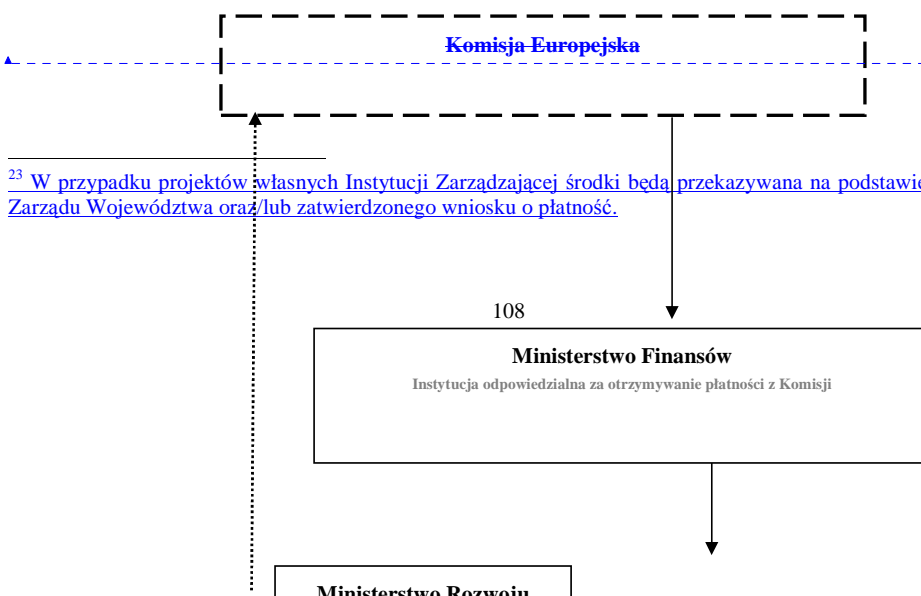 Komisja Europejska
23 W przypadku projektów własnych Instytucji Zarządzającej środki będą przekazywana na podstawie
Zarządu Województwa oraz/lub zatwierdzonego wniosku o płatność.
108
Ministerstwo Finansów
Instytucja odpowiedzialna za otrzymywanie płatności z Komisji
Ministerstwo Rozwoju